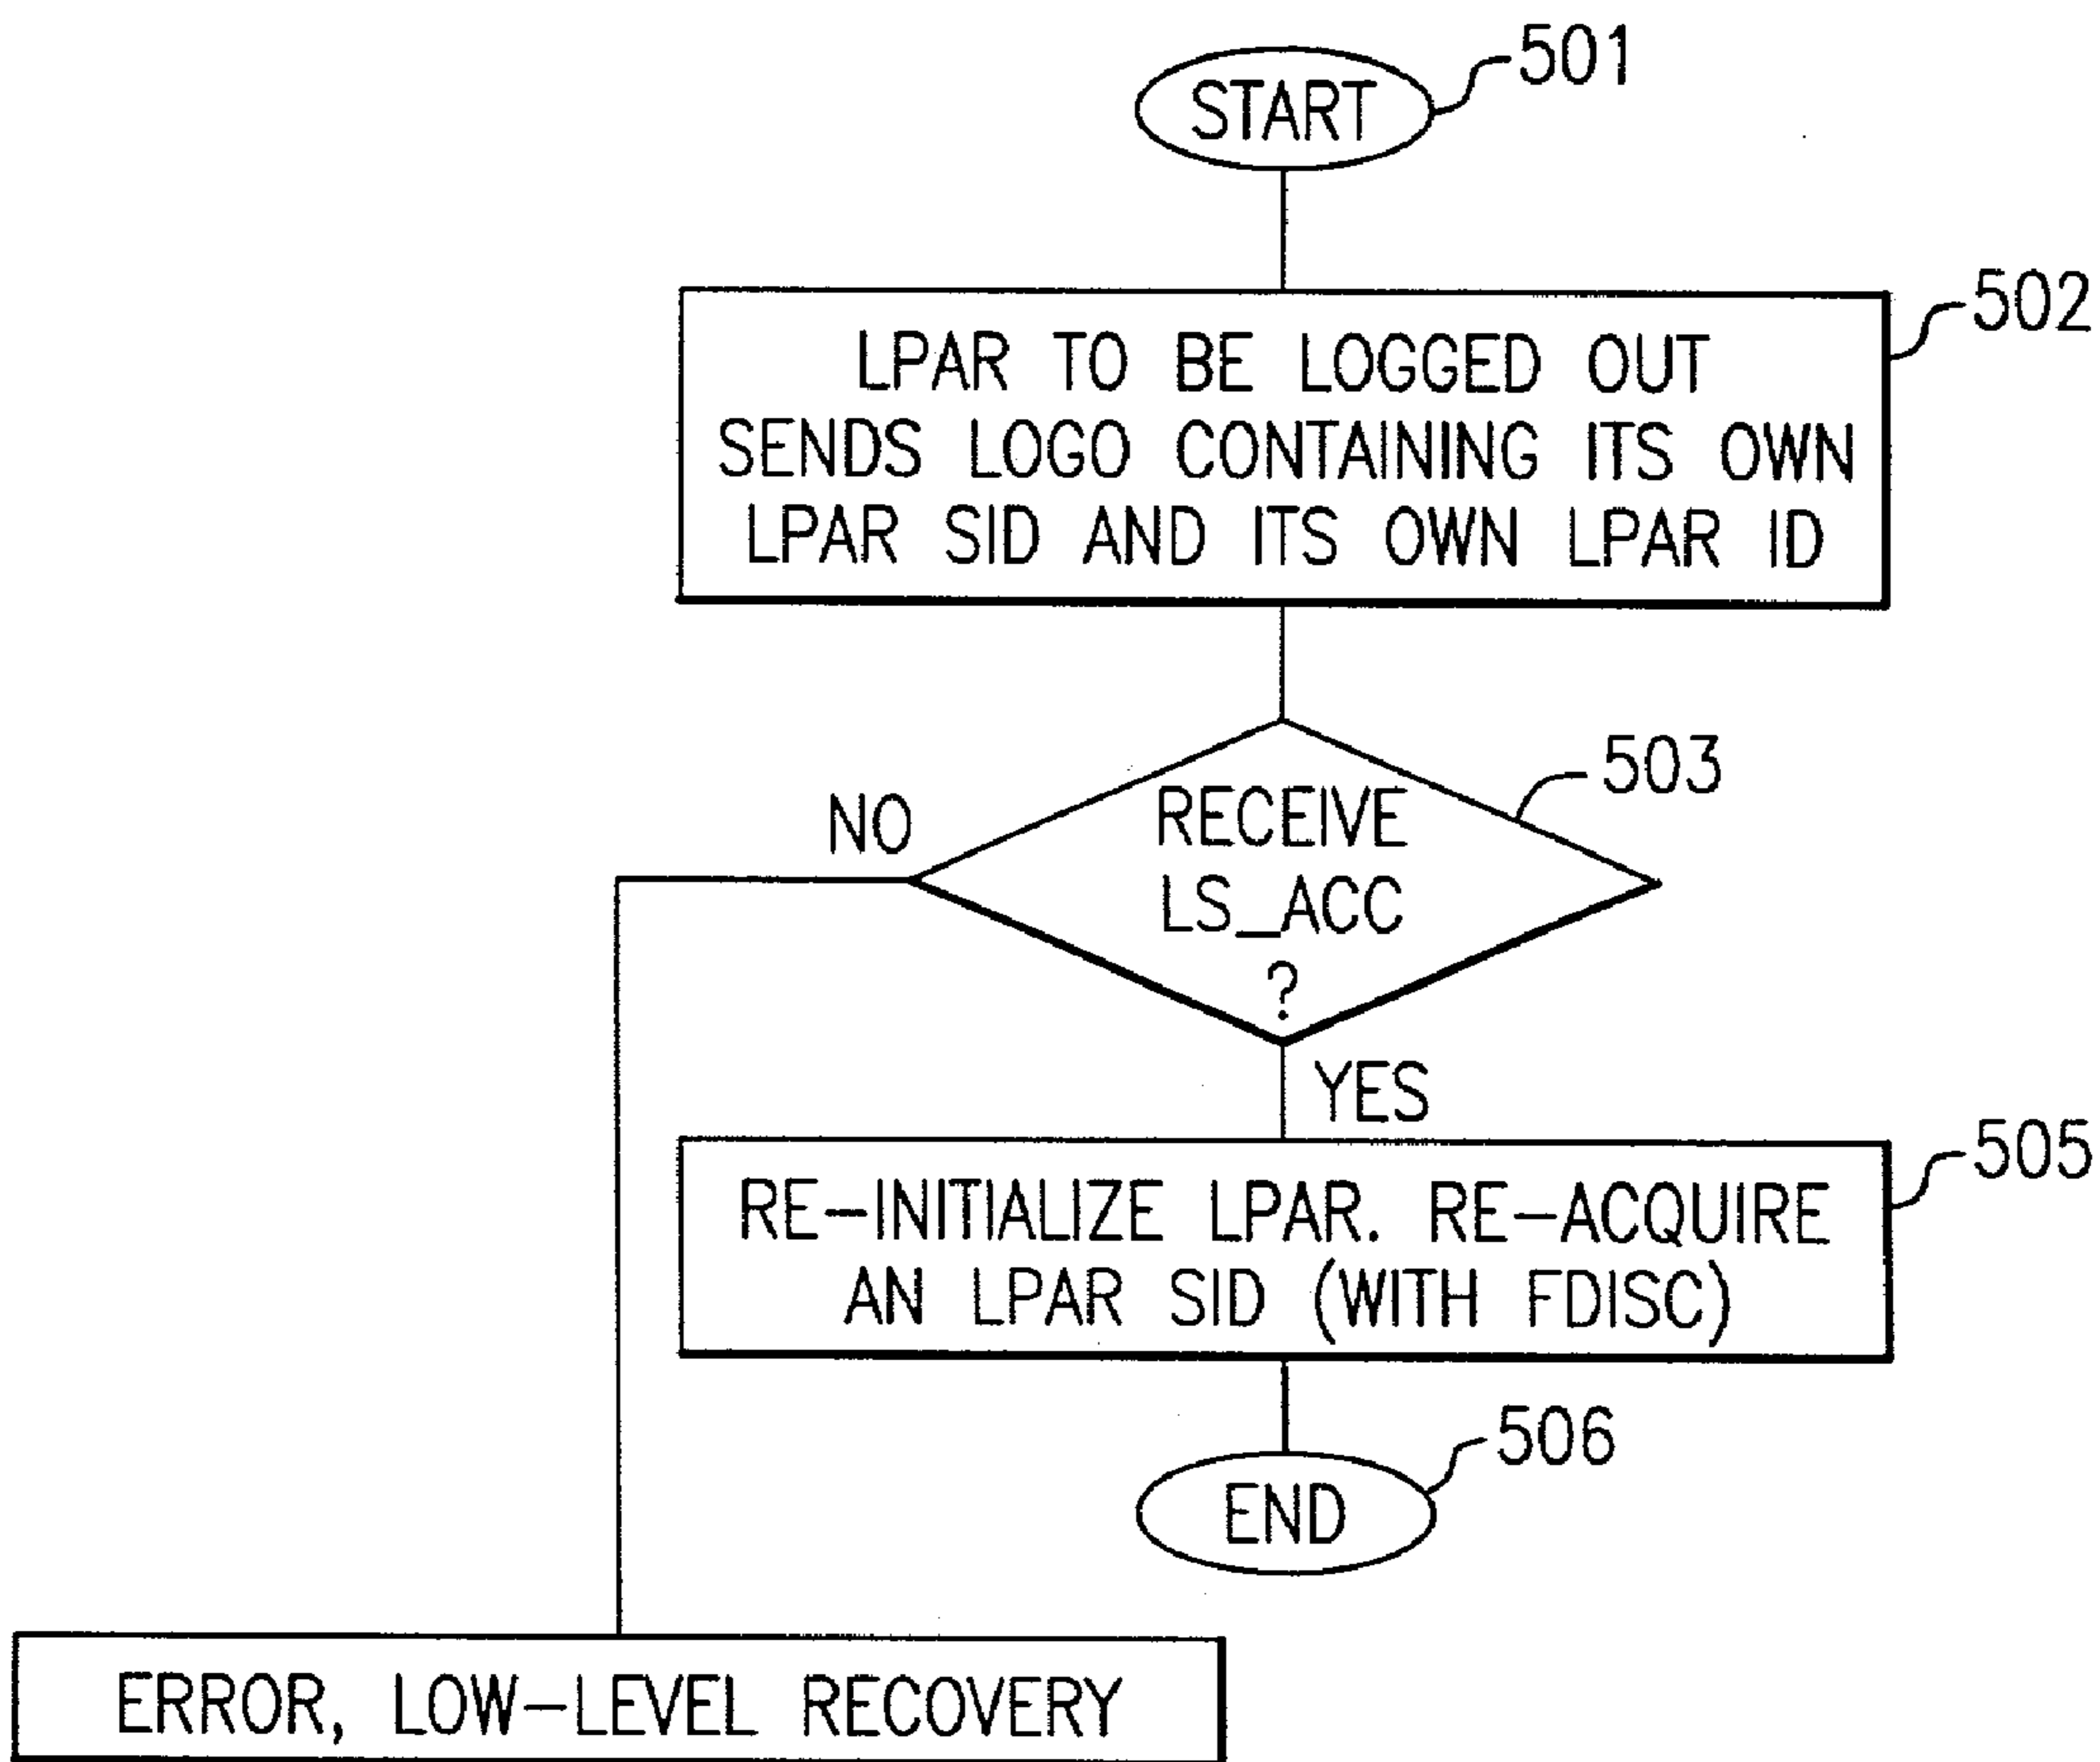 START
501
502
LPAR TO BE LOGGED OUT
SENDS LOGO CONTAINING ITS OWN
LPAR SID AND ITS OWN LPAR ID
503
NO
RECEIVE
LS_ACC
?
YES
505
RE-INITIALIZE LPAR. RE-ACQUIRE
AN LPAR SID (WITH FDISC)
506
END
ERROR, LOW-LEVEL RECOVERY